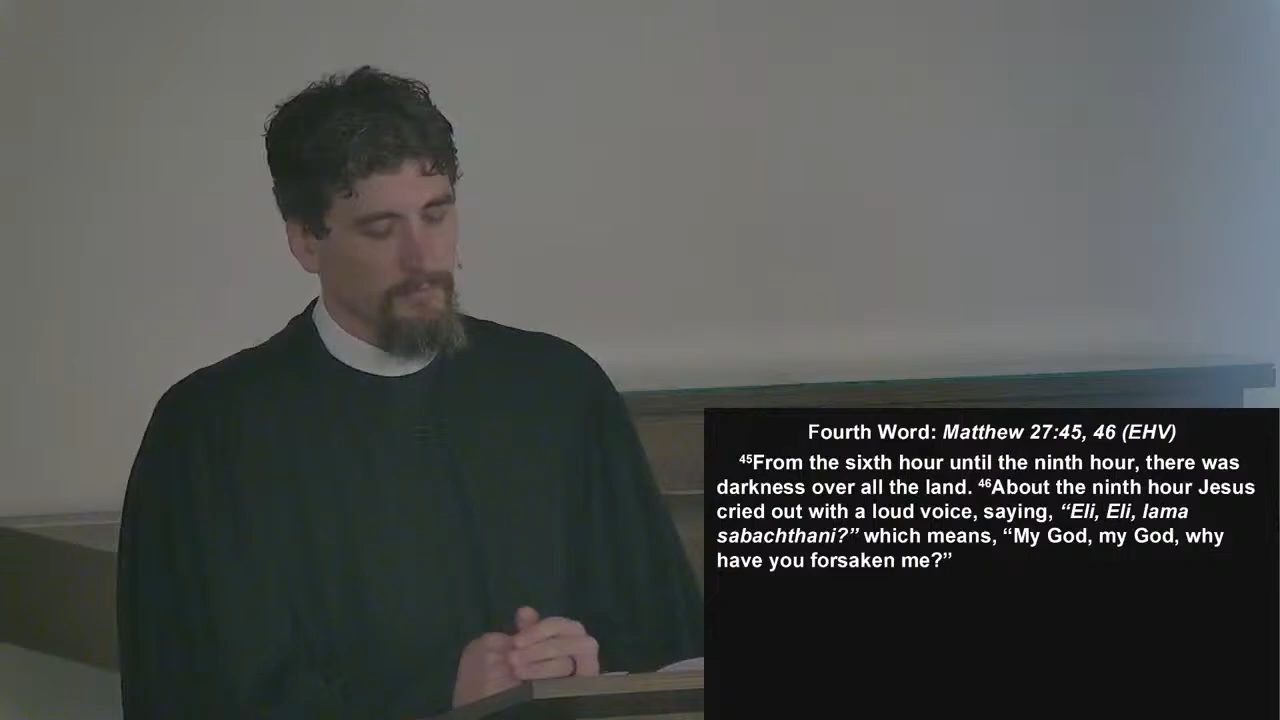 Fourth Word: Matthew 27:45, 46 (EHV)
⁴⁵From the sixth hour until the ninth hour, there was
darkness over all the land. ⁴⁶About the ninth hour Jesus
cried out with a loud voice, saying, “Eli, Eli, lama
sabachthani?” which means, “My God, my God, why
have you forsaken me?”